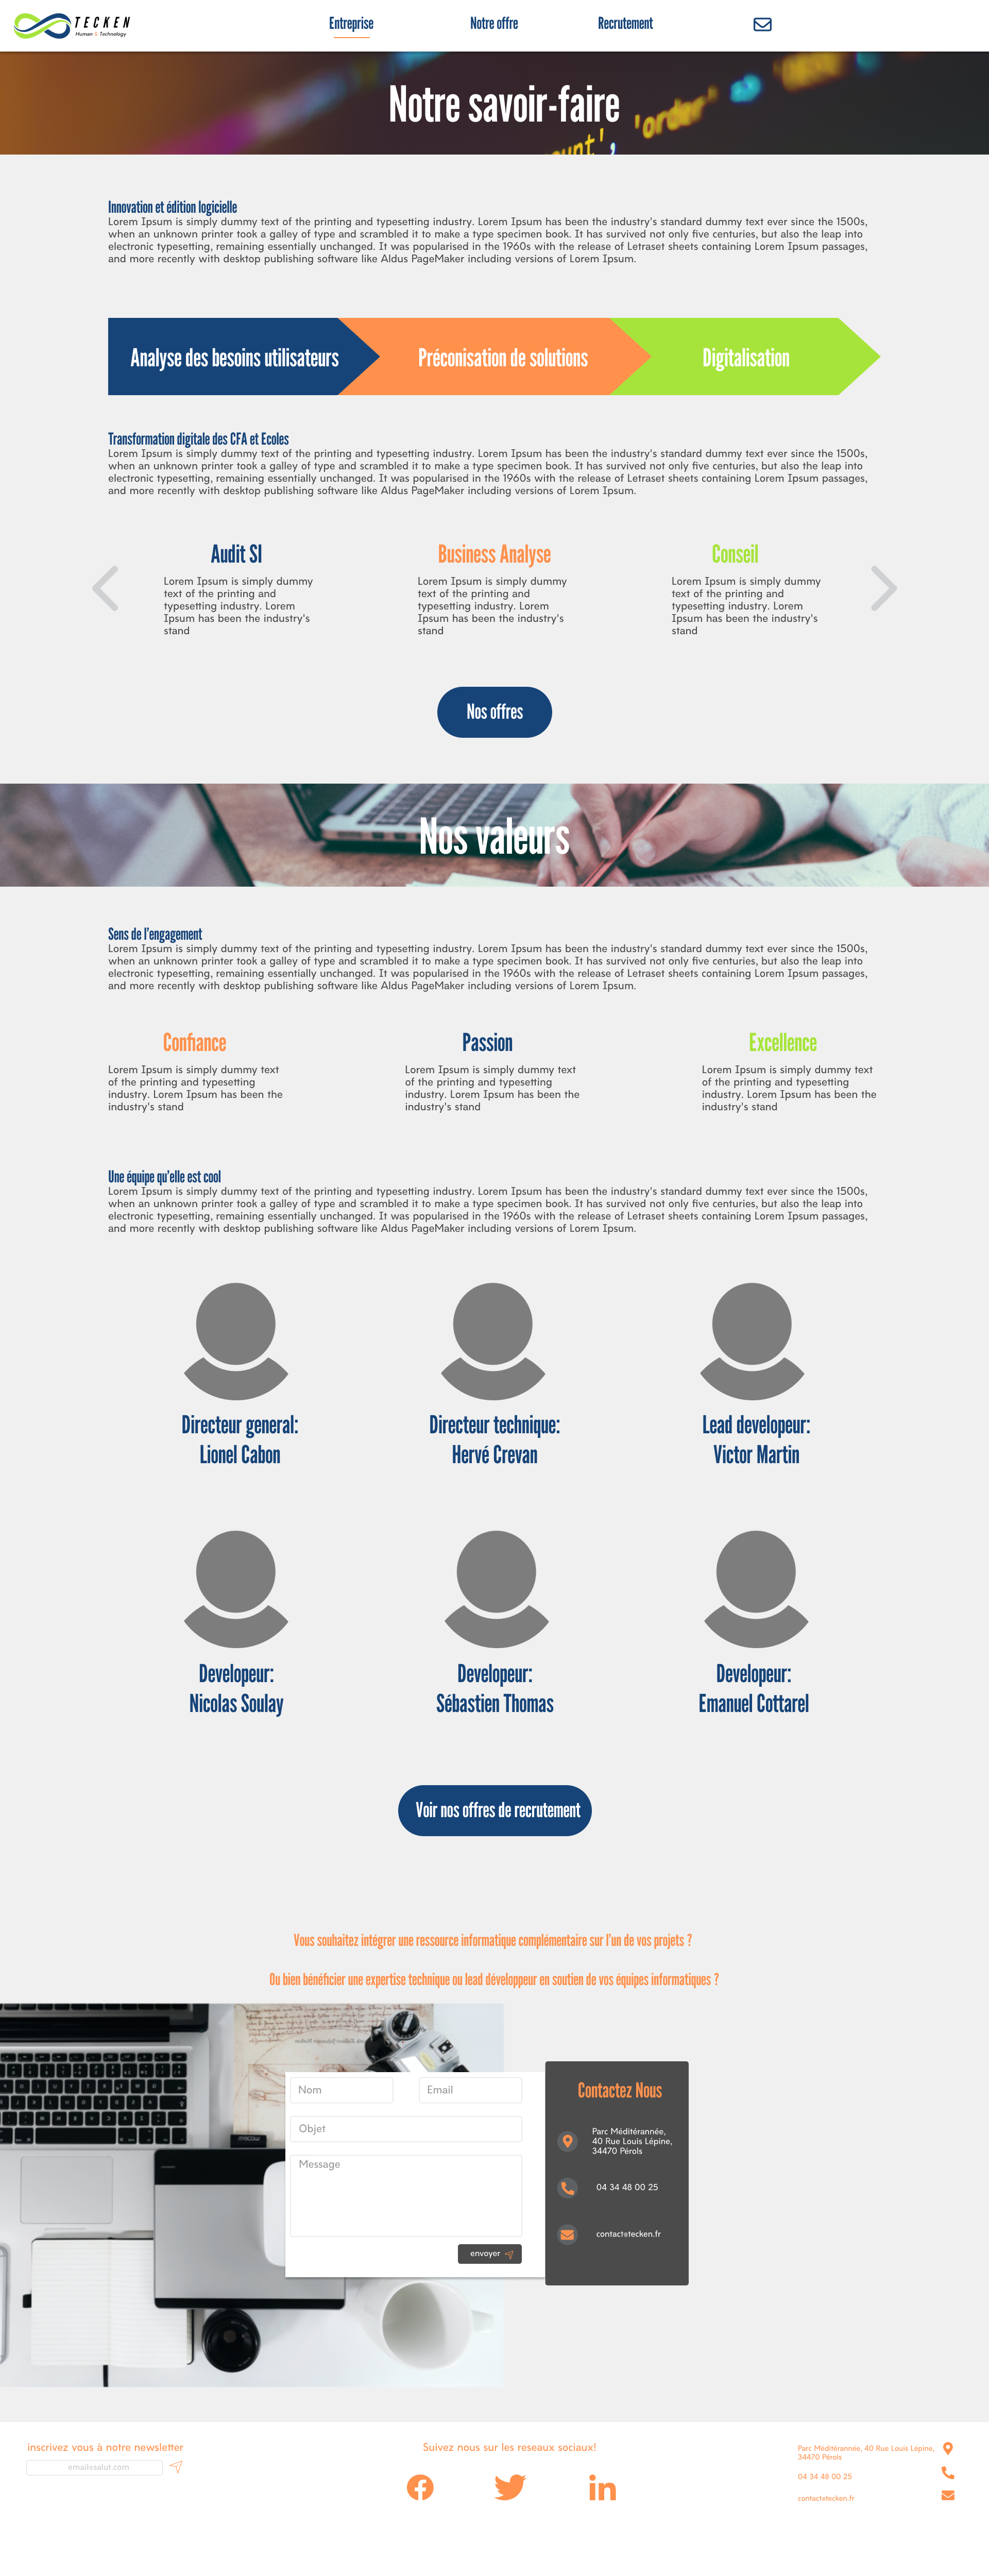 TECKEN
Human & Technology
Entreprise
Notre offre
Recrutement
Notre savoir-faire
'order'
Innovation et édition logicielle
Lorem Ipsum is simply dummy text of the printing and typesetting industry. Lorem Ipsum has been the industry's standard dummy text ever since the 1500s,
when an unknown printer took a galley of type and scrambled it to make a type specimen book. It has survived not only five centuries, but also the leap into
electronic typesetting, remaining essentially unchanged. It was popularised in the 1960s with the release of Letraset sheets containing Lorem Ipsum passages,
and more recently with desktop publishing software like Aldus PageMaker including versions of Lorem Ipsum.
Analyse des besoins utilisateurs
Préconisation de solutions
Digitalisation
Transformation digitale des CFA et Ecoles
Lorem Ipsum is simply dummy text of the printing and typesetting industry. Lorem Ipsum has been the industry's standard dummy text ever since the 1500s,
when an unknown printer took a galley of type and scrambled it to make a type specimen book. It has survived not only five centuries, but also the leap into
electronic typesetting, remaining essentially unchanged. It was popularised in the 1960s with the release of Letraset sheets containing Lorem Ipsum passages,
and more recently with desktop publishing software like Aldus PageMaker including versions of Lorem Ipsum.
Audit SI
Lorem Ipsum is simply dummy
text of the printing and
typesetting industry. Lorem
Ipsum has been the industry's
stand
Business Analyse
Lorem Ipsum is simply dummy
text of the printing and
typesetting industry. Lorem
Ipsum has been the industry's
stand
Conseil
Lorem Ipsum is simply dummy
text of the printing and
typesetting industry. Lorem
Ipsum has been the industry's
stand
Nos offres
Nos valeurs
Sens de l'engagement
Lorem Ipsum is simply dummy text of the printing and typesetting industry. Lorem Ipsum has been the industry's standard dummy text ever since the 1500s,
when an unknown printer took a galley of type and scrambled it to make a type specimen book. It has survived not only five centuries, but also the leap into
electronic typesetting, remaining essentially unchanged. It was popularised in the 1960s with the release of Letraset sheets containing Lorem Ipsum passages,
and more recently with desktop publishing software like Aldus PageMaker including versions of Lorem Ipsum.
Confiance
Lorem Ipsum is simply dummy text
of the printing and typesetting
industry. Lorem Ipsum has been the
industry's stand
Passion
Lorem Ipsum is simply dummy text
of the printing and typesetting
industry. Lorem Ipsum has been the
industry's stand
Excellence
Lorem Ipsum is simply dummy text
of the printing and typesetting
industry. Lorem Ipsum has been the
industry's stand
Une équipe qu'elle est cool
Lorem Ipsum is simply dummy text of the printing and typesetting industry. Lorem Ipsum has been the industry's standard dummy text ever since the 1500s,
when an unknown printer took a galley of type and scrambled it to make a type specimen book. It has survived not only five centuries, but also the leap into
electronic typesetting, remaining essentially unchanged. It was popularised in the 1960s with the release of Letraset sheets containing Lorem Ipsum passages,
and more recently with desktop publishing software like Aldus PageMaker including versions of Lorem Ipsum.
Directeur general:
Lionel Cabon
Directeur technique:
Hervé Crevan
Lead developeur:
Victor Martin
Developeur:
Nicolas Soulay
Developeur:
Sébastien Thomas
Developeur:
Emanuel Cottarel
Voir nos offres de recrutement
Vous souhaitez intégrer une ressource informatique complémentaire sur l'un de vos projets ?
Ou bien bénéficier une expertise technique ou lead développeur en soutien de vos équipes informatiques ?
Nom
Email
Objet
Message
envoyer
Contactez Nous
Parc Méditérannée,
40 Rue Louis Lépine,
34470 Pérols
04 34 48 00 25
contact@tecken.fr
wacom
inscrivez vous à notre newsletter
email@salut.com
Suivez nous sur les reseaux sociaux!
Parc Méditérannée, 40 Rue Louis Lépine,
34470 Pérols
04 34 48 00 25
contact@tecken.fr